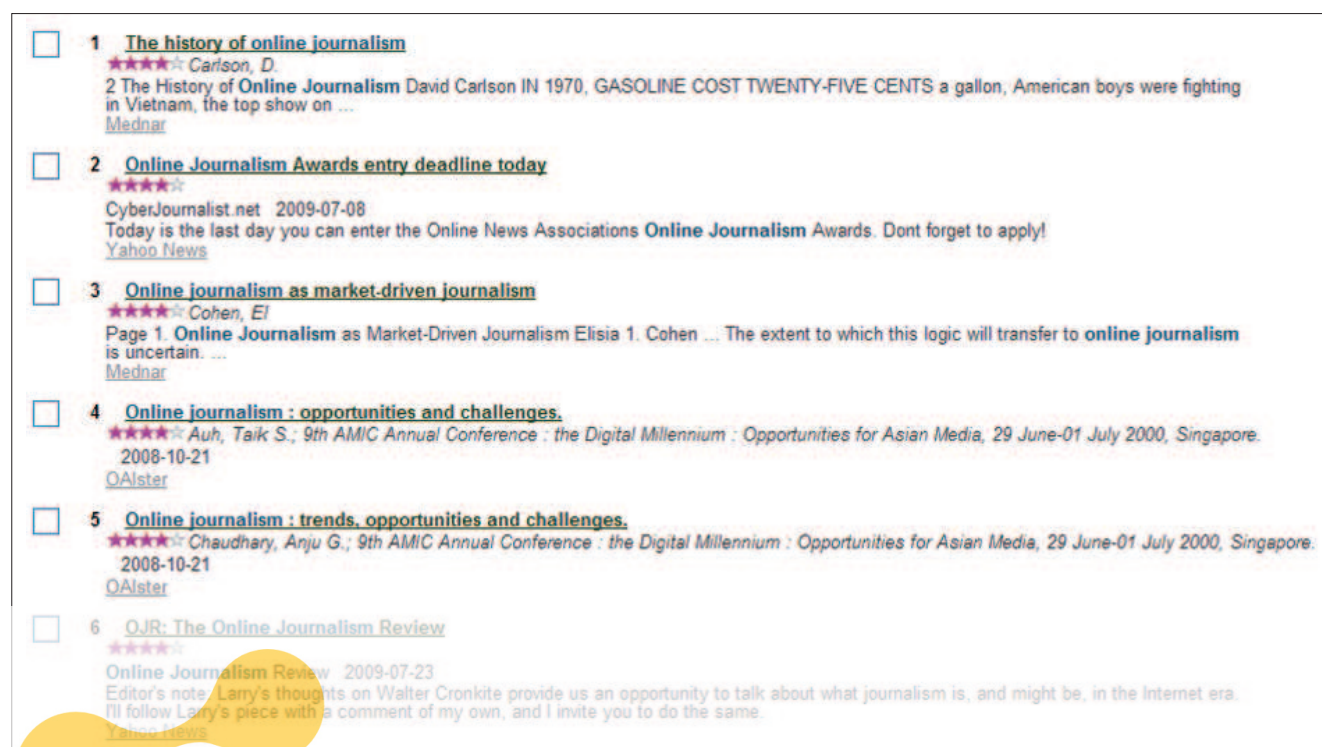 1 The history of online journalism
Carlson, D.
2 The History of Online Journalism David Carlson IN 1970, GASOLINE COST TWENTY-FIVE CENTS a gallon, American boys were fighting
in Vietnam, the top show on ...
Mednar
2 Online Journalism Awards entry deadline today
CyberJournalist.net 2009-07-08
Today is the last day you can enter the Online News Associations Online Journalism Awards. Dont forget to apply!
Yahoo News
3 Online journalism as market-driven journalism
Cohen, El
Page 1. Online Journalism as Market-Driven Journalism Elisia 1. Cohen ... The extent to which this logic will transfer to online journalism
is uncertain. ...
Mednar
4 Online journalism : opportunities and challenges.
Auh, Taik S.; 9th AMIC Annual Conference : the Digital Millennium : Opportunities for Asian Media, 29 June-01 July 2000, Singapore.
2008-10-21
OAIster
5 Online journalism : trends, opportunities and challenges.
Chaudhary, Anju G.; 9th AMIC Annual Conference : the Digital Millennium : Opportunities for Asian Media, 29 June-01 July 2000, Singapore.
2008-10-21
OAIster
6 OJR: The Online Journalism Review
Online Journalism Review 2009-07-23
Editor's note: Larry's thoughts on Walter Cronkite provide us an opportunity to talk about what journalism is, and might be, in the Internet era.
I'll follow Larry's piece with a comment of my own, and I invite you to do the same.
Yahoo News